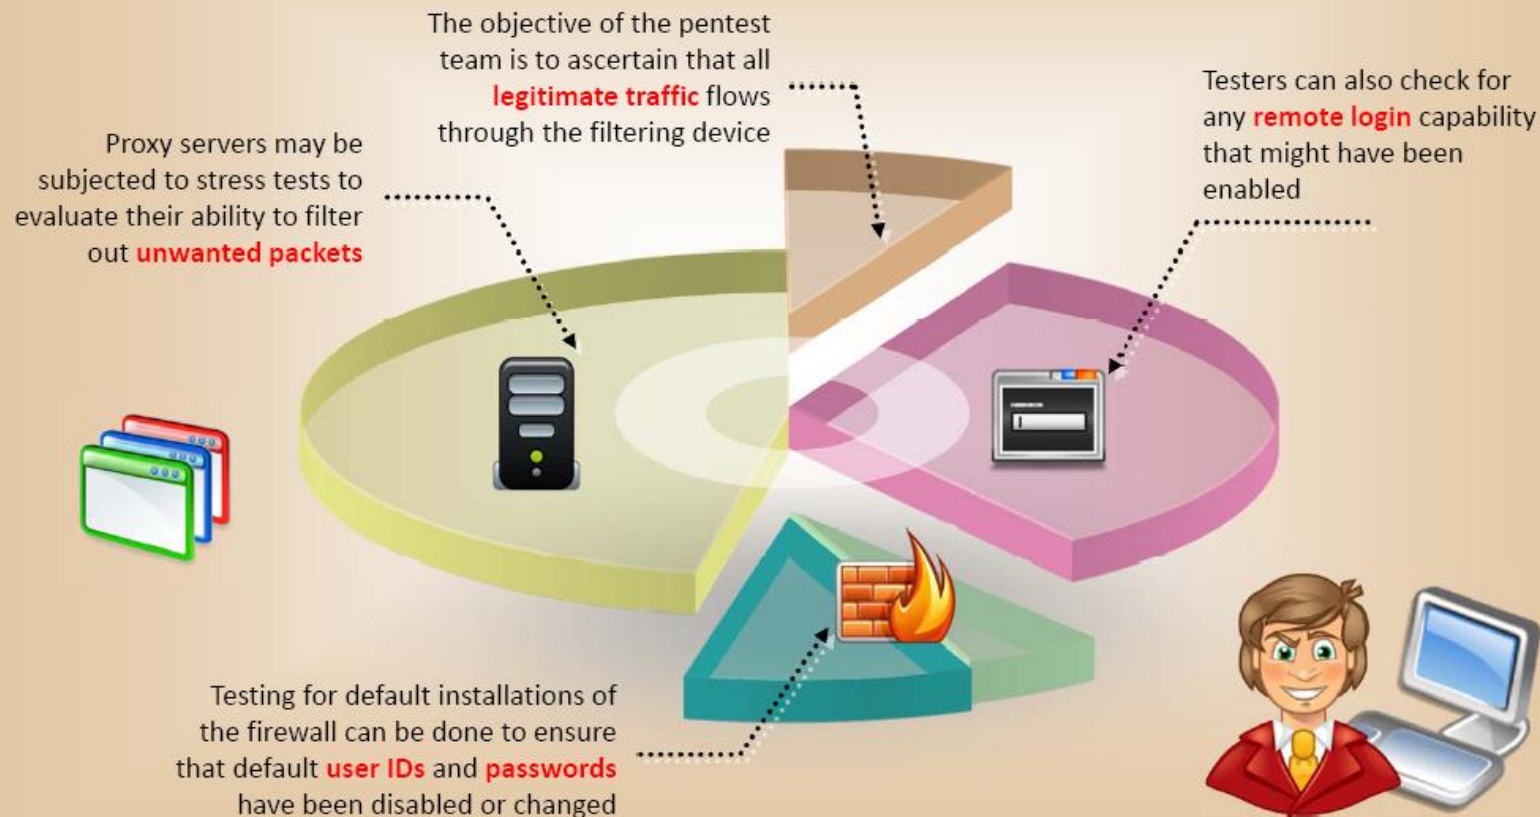 The objective of the pentest
team is to ascertain that all
legitimate traffic flows
through the filtering device
Testers can also check for
any remote login capability
that might have been
enabled
Proxy servers may be
subjected to stress tests to
evaluate their ability to filter
out unwanted packets
Testing for default installations of
the firewall can be done to ensure
that default user IDs and passwords
have been disabled or changed